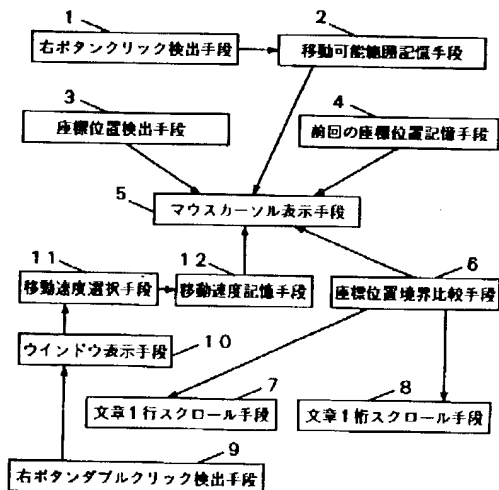 1
2
右ボタンクリック検出手段
移動可能範囲記憶手段
3
4
座標位置検出手段
前回の座標位置記憶手段
5
マウスカーソル表示手段
11
12
6
移動速度選択手段
移動速度記憶手段
座標位置境界比較手段
10
ウインドウ表示手段
7
8
文章1行スクロール手段
文章1桁スクロール手段
9
右ボタンダブルクリック検出手段